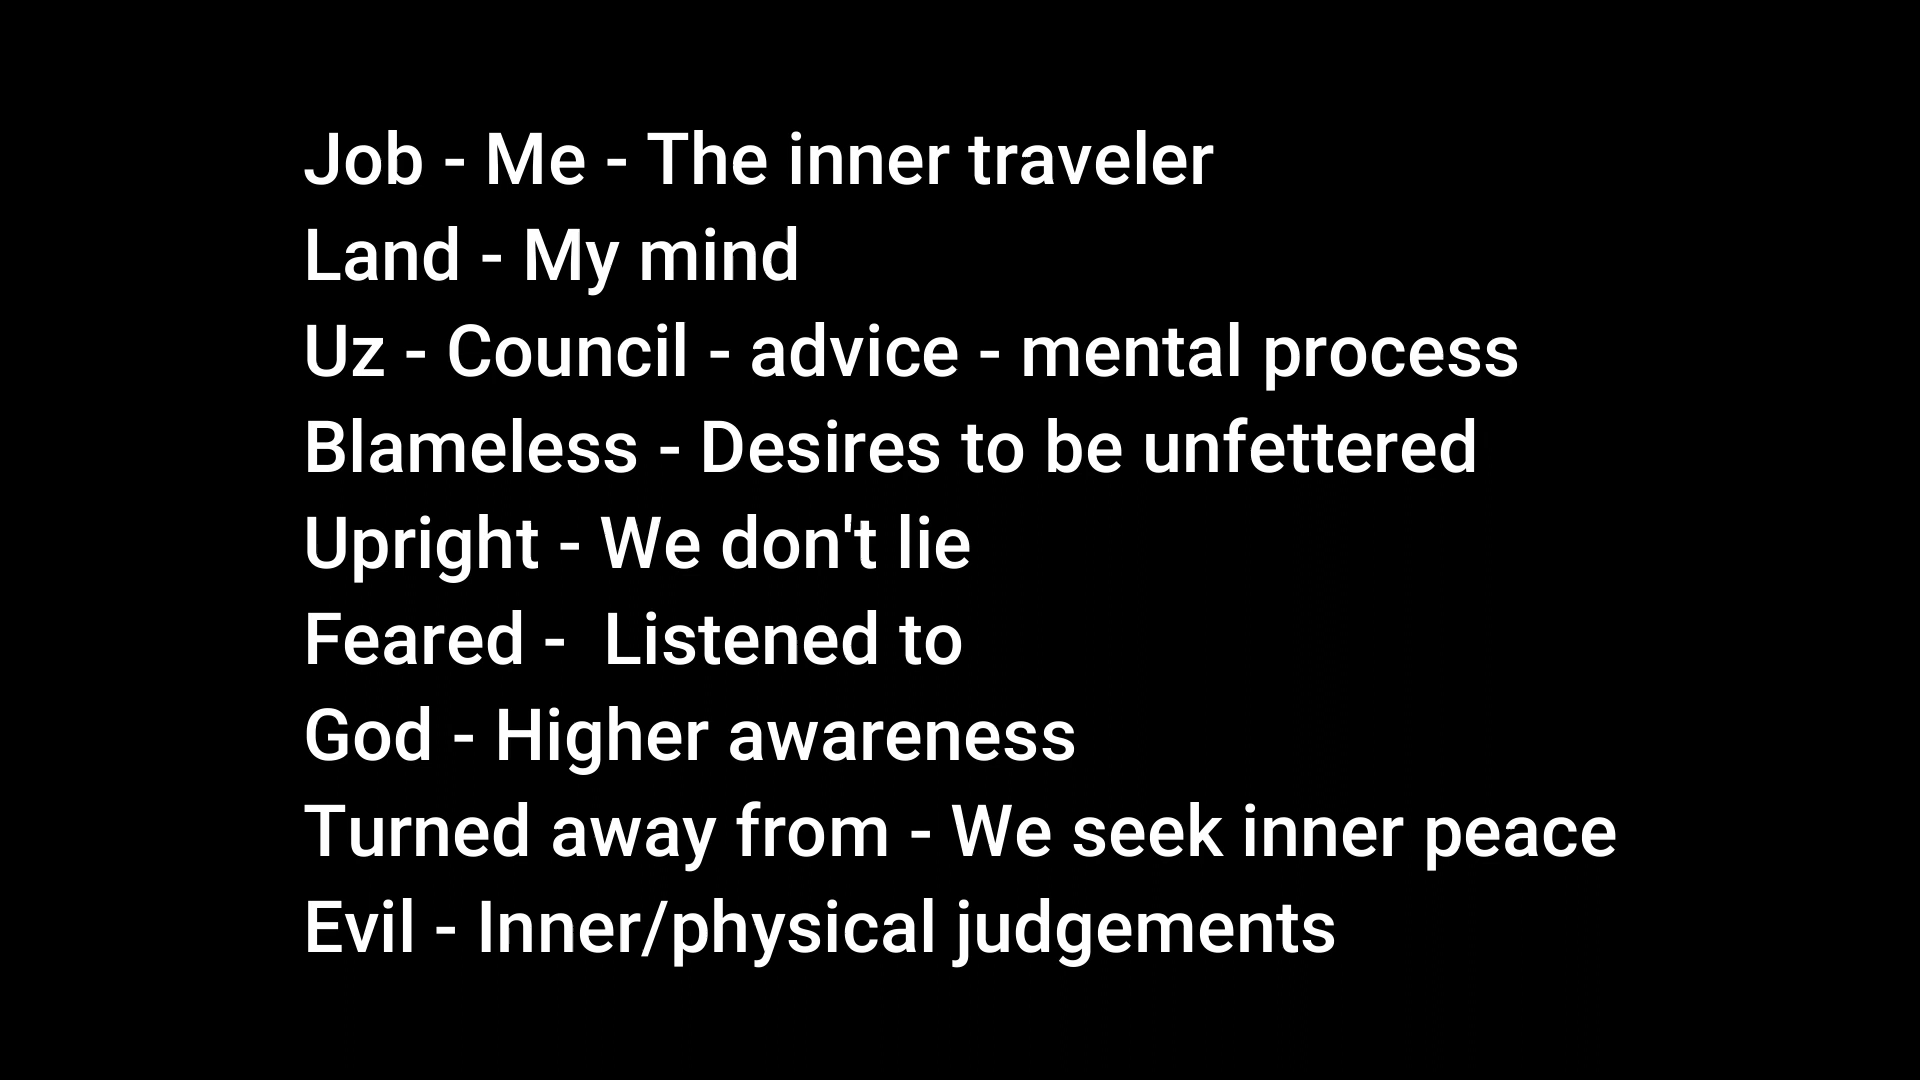 Job - Me - The inner traveler
Land - My mind
Uz - Council - advice - mental process
Blameless - Desires to be unfettered
Upright - We don't lie
Feared -  Listened to
God - Higher awareness
Turned away from - We seek inner peace
Evil - Inner/physical judgements